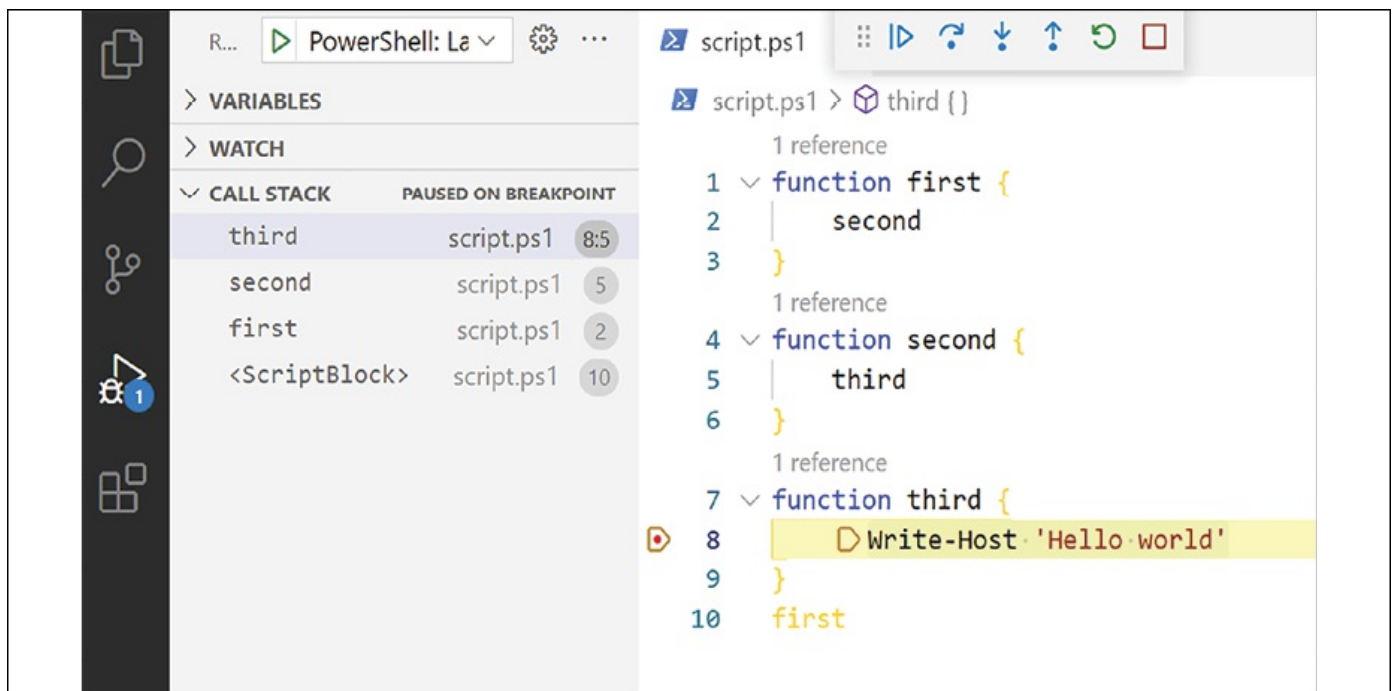 R... PowerShell: La
VARIABLES
WATCH
CALL STACK PAUSED ON BREAKPOINT
third script.ps1 8:5
second script.ps1 5
first script.ps1 2
<ScriptBlock> script.ps1 10
1
script.ps1
script.ps1 > third { }
1 reference
1 function first {
2 second
3 }
1 reference
4 function second {
5 third
6 }
1 reference
7 function third {
8 Write-Host 'Hello world'
9 }
10 first